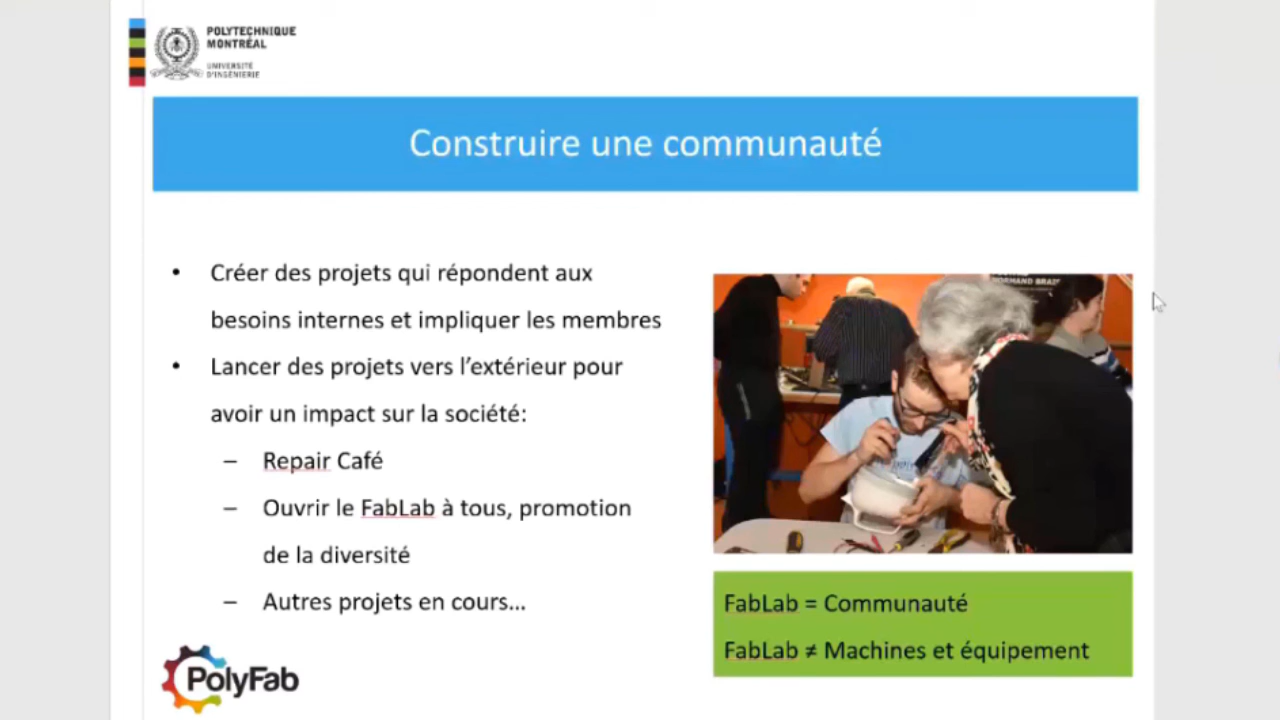 POLYTECHNIQUE
MONTRÉAL
UNIVERSITÉ
D'INGÉNIERIE
Construire une communauté
• Créer des projets qui répondent aux
besoins internes et impliquer les membres
• Lancer des projets vers l’extérieur pour
avoir un impact sur la société:
– Repair Café
– Ouvrir le FabLab à tous, promotion
de la diversité
– Autres projets en cours…
FabLab = Communauté
FabLab ≠ Machines et équipement
PolyFab